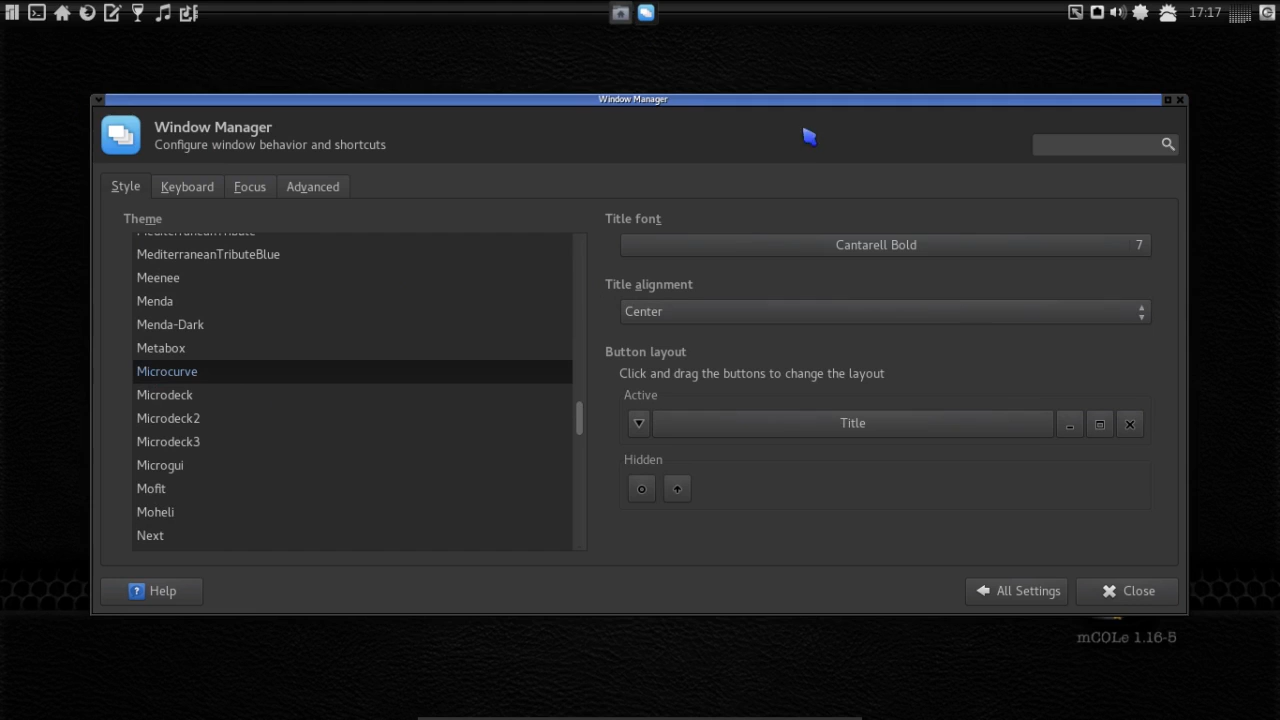 17:17
Window Manager
Window Manager
Configure window behavior and shortcuts
Style
Keyboard
Focus
Advanced
Theme
MediterraneanTribute
MediterraneanTributeBlue
Meenee
Menda
Menda-Dark
Metabox
Microcurve
Microdeck
Microdeck2
Microdeck3
Microgui
Mofit
Moheli
Next
Title font
Cantarell Bold 7
Title alignment
Center
Button layout
Click and drag the buttons to change the layout
Active
Title
Hidden
? Help
All Settings
Close
mCOLe 1.16-5